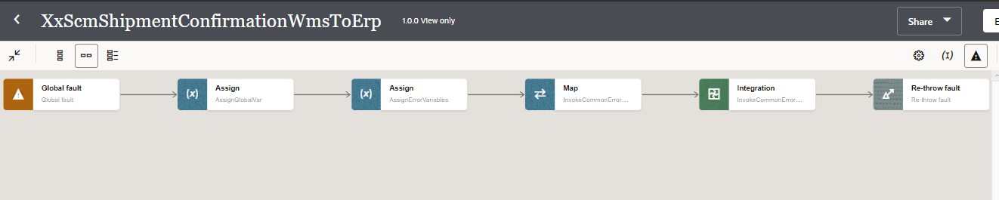 XxScmShipmentConfirmationWmsToErp
1.0.0 View only
Share
E
(I)
Global fault
Global fault
(x)
Assign
AssignGlobalVar
(x)
Assign
AssignErrorVariables
Map
InvokeCommonError...
Integration
InvokeCommonError...
Re-throw fault
Re-throw fault